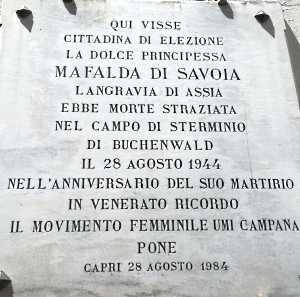 QUI VISSE
CITTADINA DI ELEZIONE
LA DOLCE PRINCIPESSA
MAFALDA DI SAVOIA
LANGRAVIA DI ASSIA
EBBE MORTE STRAZIATA
NEL CAMPO DI STERMINIO
DI BUCHENWALD
IL 28 AGOSTO 1944
NELL'ANNIVERSARIO DEL SUO MARTIRIO
IN VENERATO RICORDO
IL MOVIMENTO FEMMINILE UMI CAMPANA
PONE
CAPRI 28 AGOSTO 1984